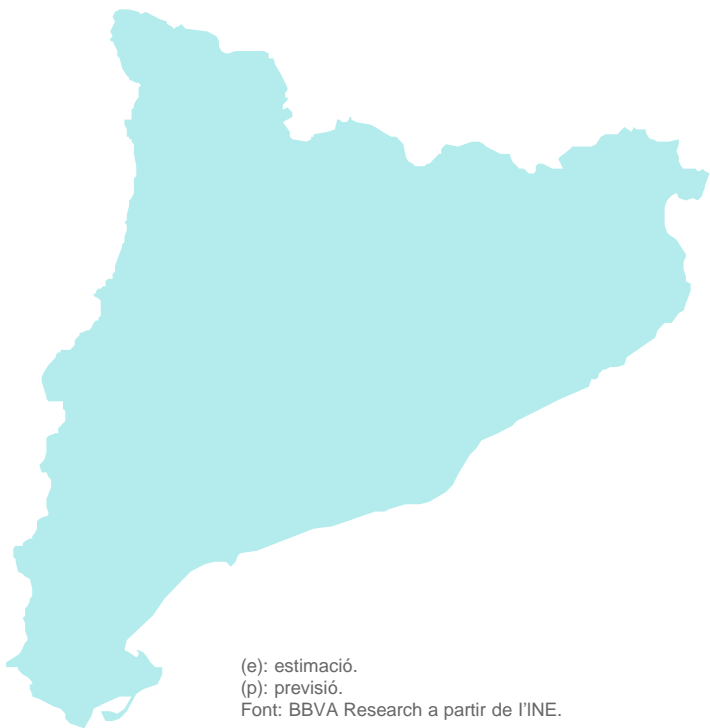 (e): estimació.
(p): previsió.
Font: BBVA Research a partir de l'INE.